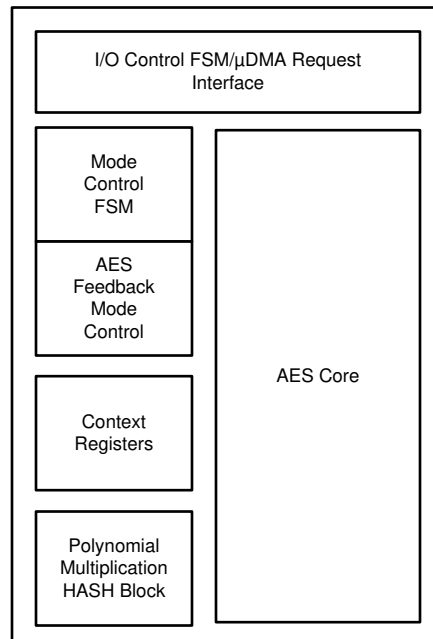 I/O Control FSM/µDMA Request
Interface
Mode
Control
FSM
AES
Feedback
Mode
Control
AES Core
Context
Registers
Polynomial
Multiplication
HASH Block